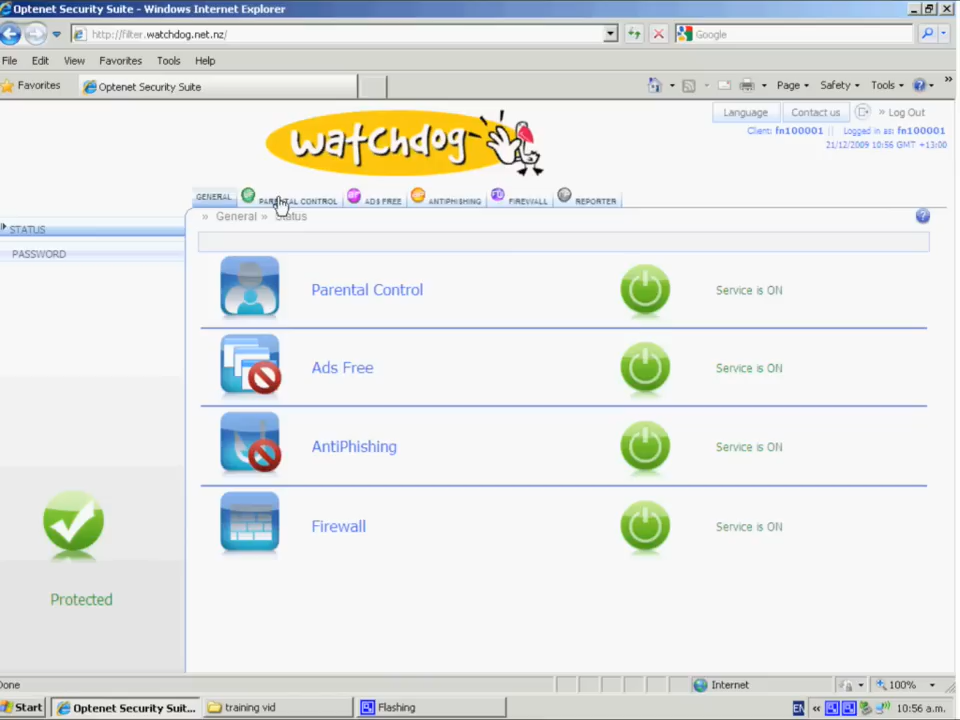 Optenet Security Suite - Windows Internet Explorer
http://filter.watchdog.net.nz/
Google
File Edit View Favorites Tools Help
Favorites Optenet Security Suite Page Safety Tools
Language Contact us » Log Out
watchdog
Client: fn100001 || Logged in as: fn100001
21/12/2009 10:56 GMT +13:00
GENERAL PARENTAL CONTROL ADS FREE ANTIPHISHING FIREWALL REPORTER
» General » Status
STATUS
PASSWORD
Parental Control Service is ON
Ads Free Service is ON
AntiPhishing Service is ON
Firewall Service is ON
Protected
Done Internet 100%
Start Optenet Security Suit... training vid Flashing EN « 10:56 a.m.